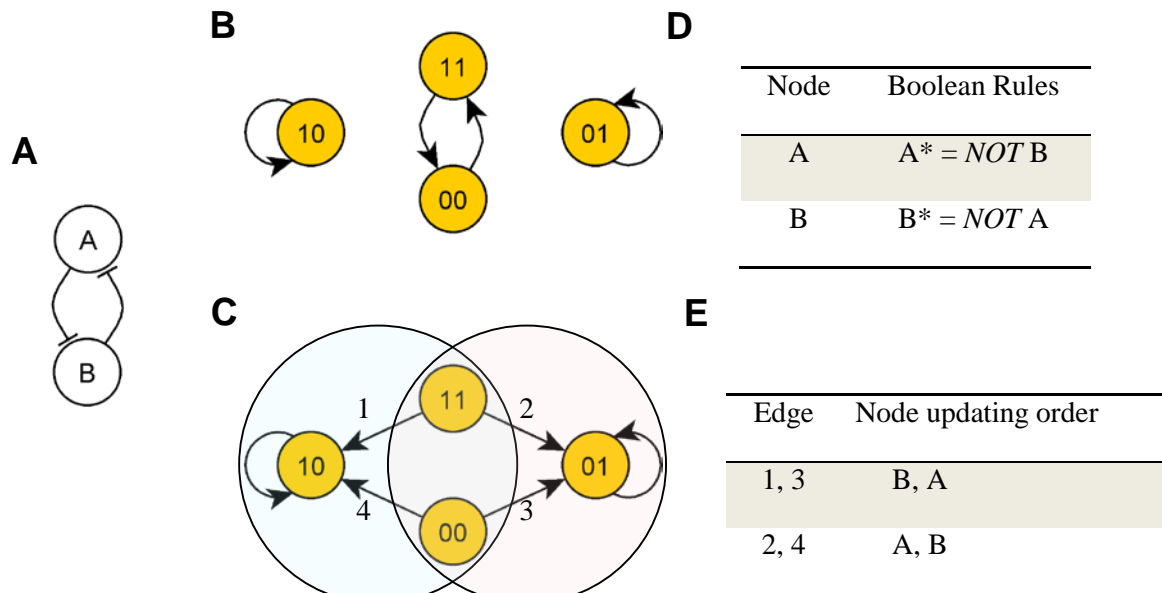 A
A
B
B
11
10
01
00
C
1
11
2
10
01
4
00
3
D
Node Boolean Rules
A A* = NOT B
B B* = NOT A
E
Edge Node updating order
1, 3 B, A
2, 4 A, B